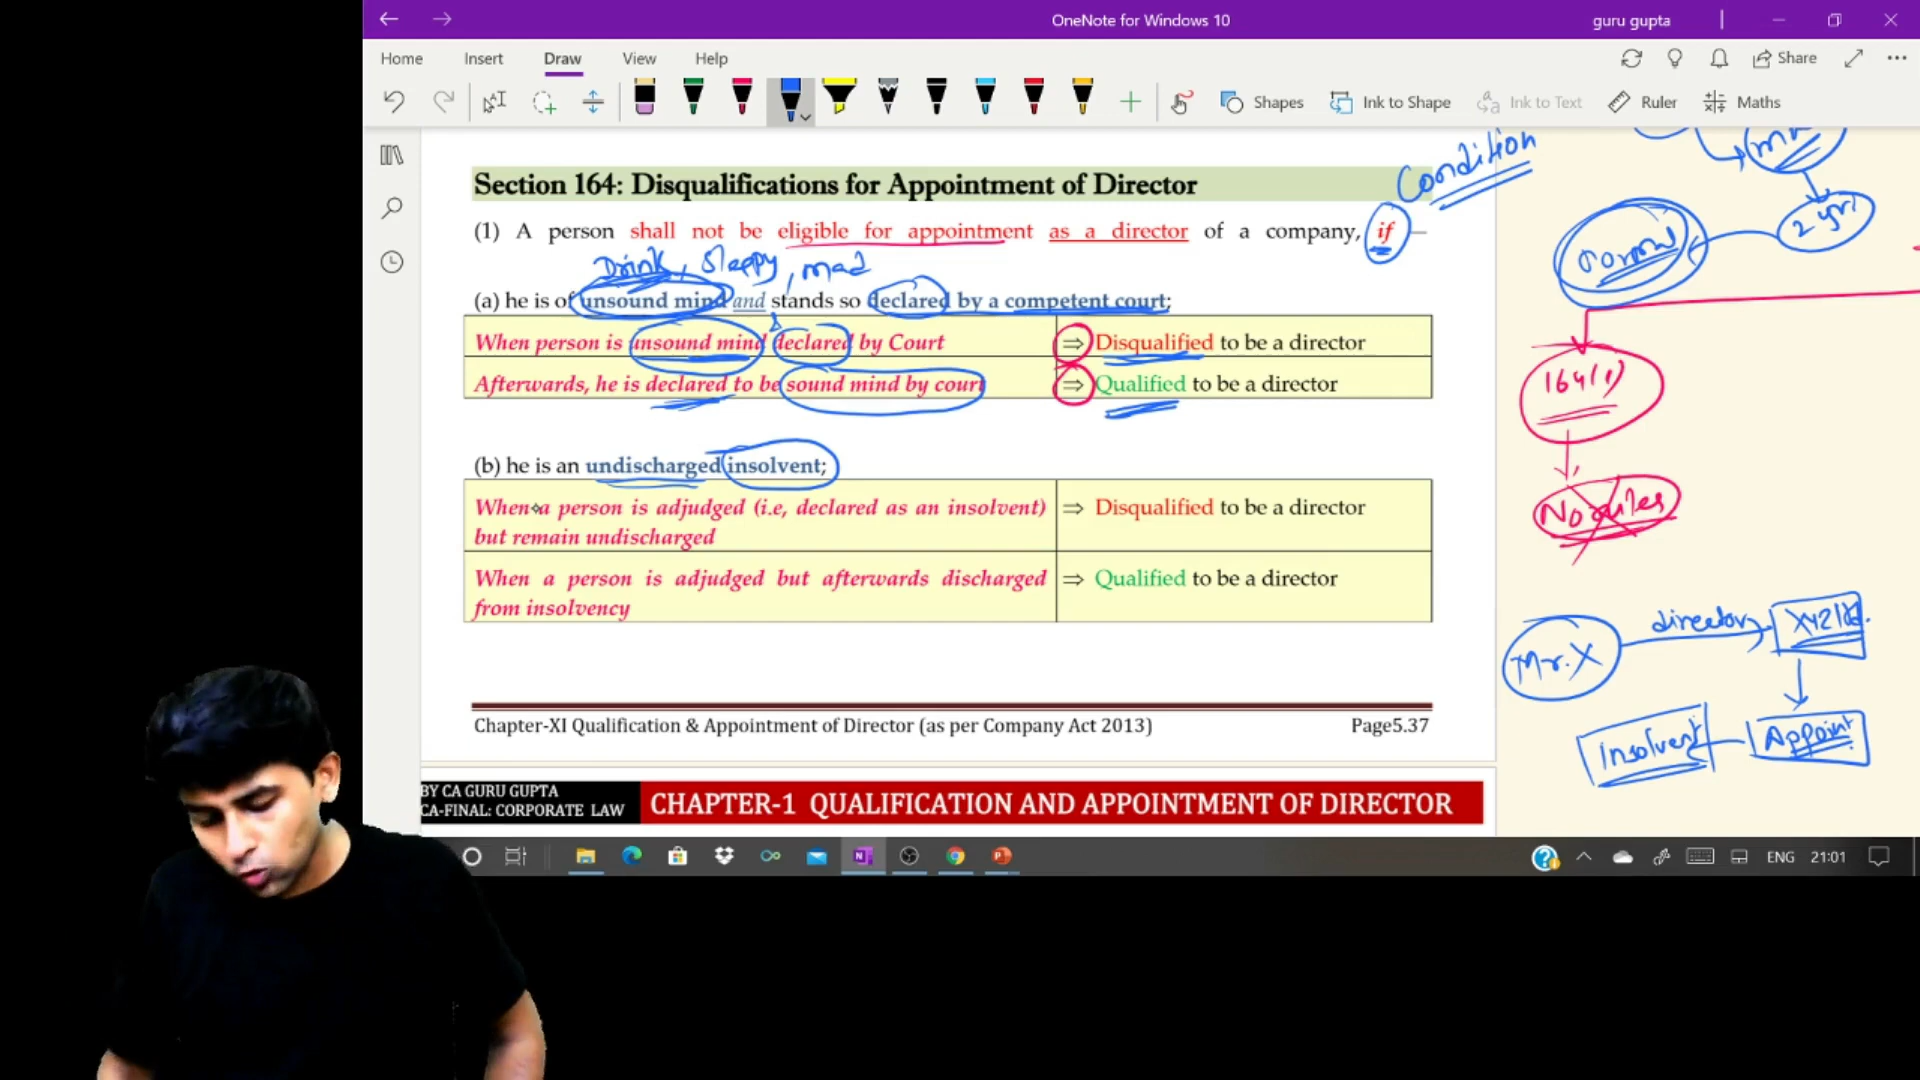 OneNote for Windows 10
guru gupta
Home Insert Draw View Help
Share
Shapes Ink to Shape Ink to Text Ruler Maths
Condition
Section 164: Disqualifications for Appointment of Director
(1) A person shall not be eligible for appointment as a director of a company, if —
2 yrs
Drink, Sleepy, mad
(a) he is of unsound mind and stands so declared by a competent court;
When person is unsound mind declared by Court ⇒ Disqualified to be a director
Afterwards, he is declared to be sound mind by court ⇒ Qualified to be a director
164(1)
(b) he is an undischarged insolvent;
When a person is adjudged (i.e, declared as an insolvent) but remain undischarged ⇒ Disqualified to be a director
When a person is adjudged but afterwards discharged from insolvency ⇒ Qualified to be a director
Mr. X director XYZ Ltd.
Appoint
Insolvent
Chapter-XI Qualification & Appointment of Director (as per Company Act 2013) Page5.37
BY CA GURU GUPTA
CA-FINAL: CORPORATE LAW
CHAPTER-1 QUALIFICATION AND APPOINTMENT OF DIRECTOR
ENG 21:01